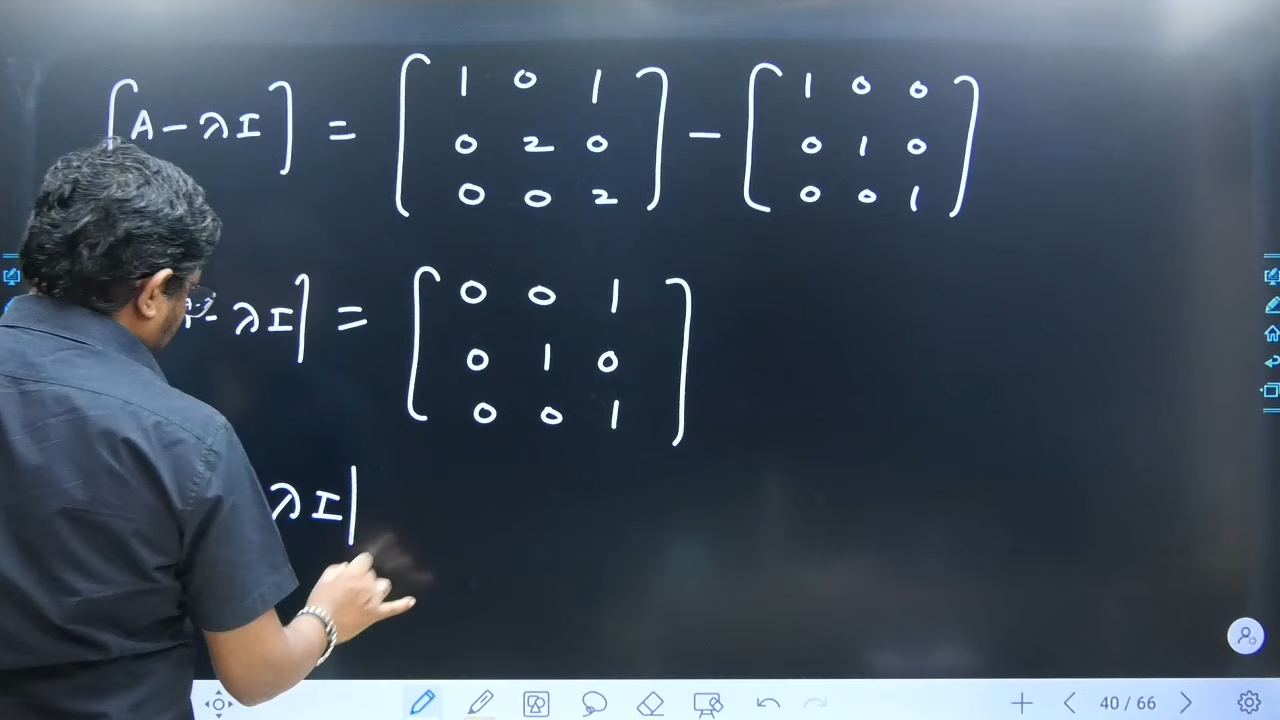 [A - λI] = [1 0 1 - [1 0 0
0 2 0 0 1 0
0 0 2] 0 0 1]
- λI| = [0 0 1
0 1 0
0 0 1]
λI|
40 / 66